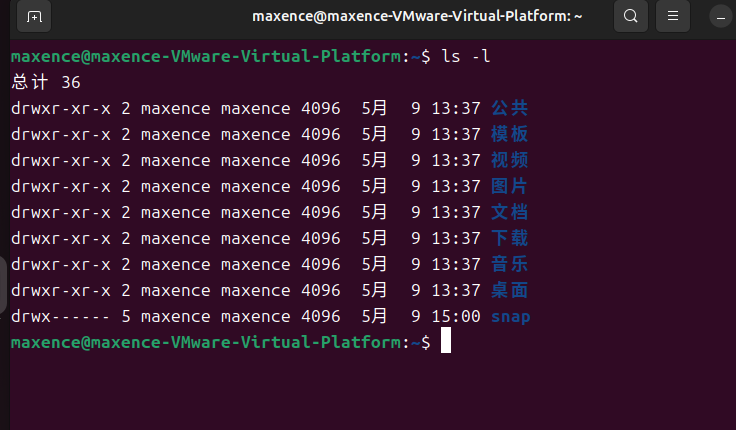 maxence@maxence-VMware-Virtual-Platform: ~
maxence@maxence-VMware-Virtual-Platform:~$ ls -l
总计 36
drwxr-xr-x 2 maxence maxence 4096  5月  9 13:37 公共
drwxr-xr-x 2 maxence maxence 4096  5月  9 13:37 模板
drwxr-xr-x 2 maxence maxence 4096  5月  9 13:37 视频
drwxr-xr-x 2 maxence maxence 4096  5月  9 13:37 图片
drwxr-xr-x 2 maxence maxence 4096  5月  9 13:37 文档
drwxr-xr-x 2 maxence maxence 4096  5月  9 13:37 下载
drwxr-xr-x 2 maxence maxence 4096  5月  9 13:37 音乐
drwxr-xr-x 2 maxence maxence 4096  5月  9 13:37 桌面
drwx------ 5 maxence maxence 4096  5月  9 15:00 snap
maxence@maxence-VMware-Virtual-Platform:~$